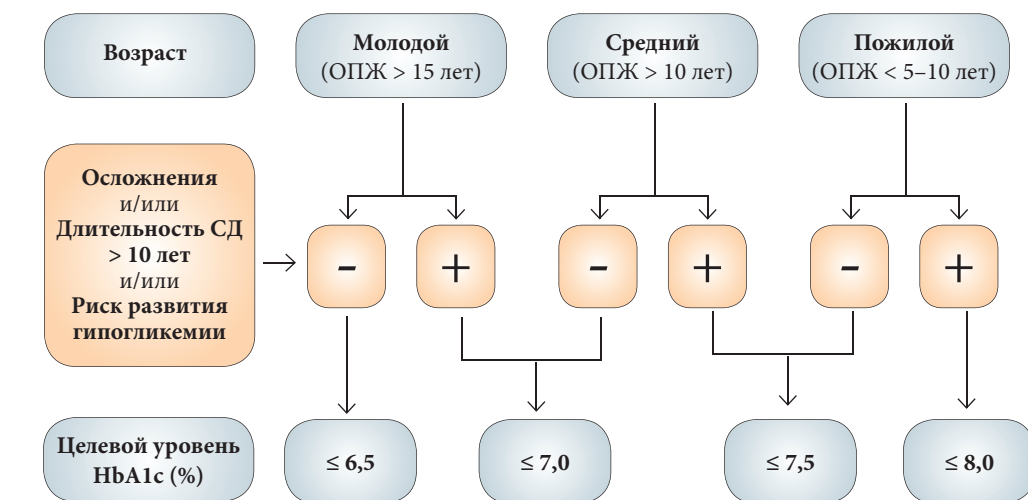 Возраст
Молодой
(ОПЖ > 15 лет)
Средний
(ОПЖ > 10 лет)
Пожилой
(ОПЖ < 5–10 лет)
Осложнения
и/или
Длительность СД
> 10 лет
и/или
Риск развития
гипогликемии
-
+
-
+
-
+
Целевой уровень
HbA1c (%)
≤ 6,5
≤ 7,0
≤ 7,5
≤ 8,0